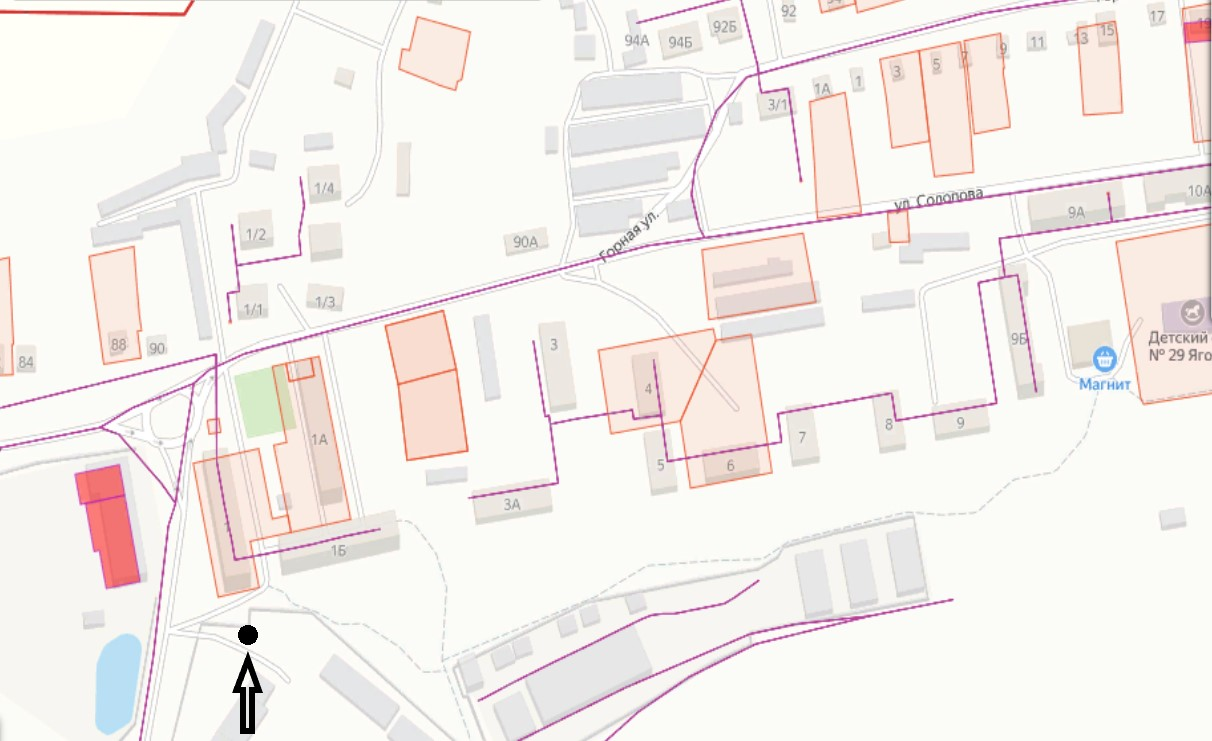 92
94А
94Б
92Б
17
15
13
11
9
7
5
3
1
1А
3/1
1/4
1/2
1/3
1/1
90А
Горная ул.
ул. Солопова
9А
10А
84
88
90
3
4
5
6
7
8
9
9Б
Детский
№ 29 Яго
Магнит
1А
1
1Б
3А